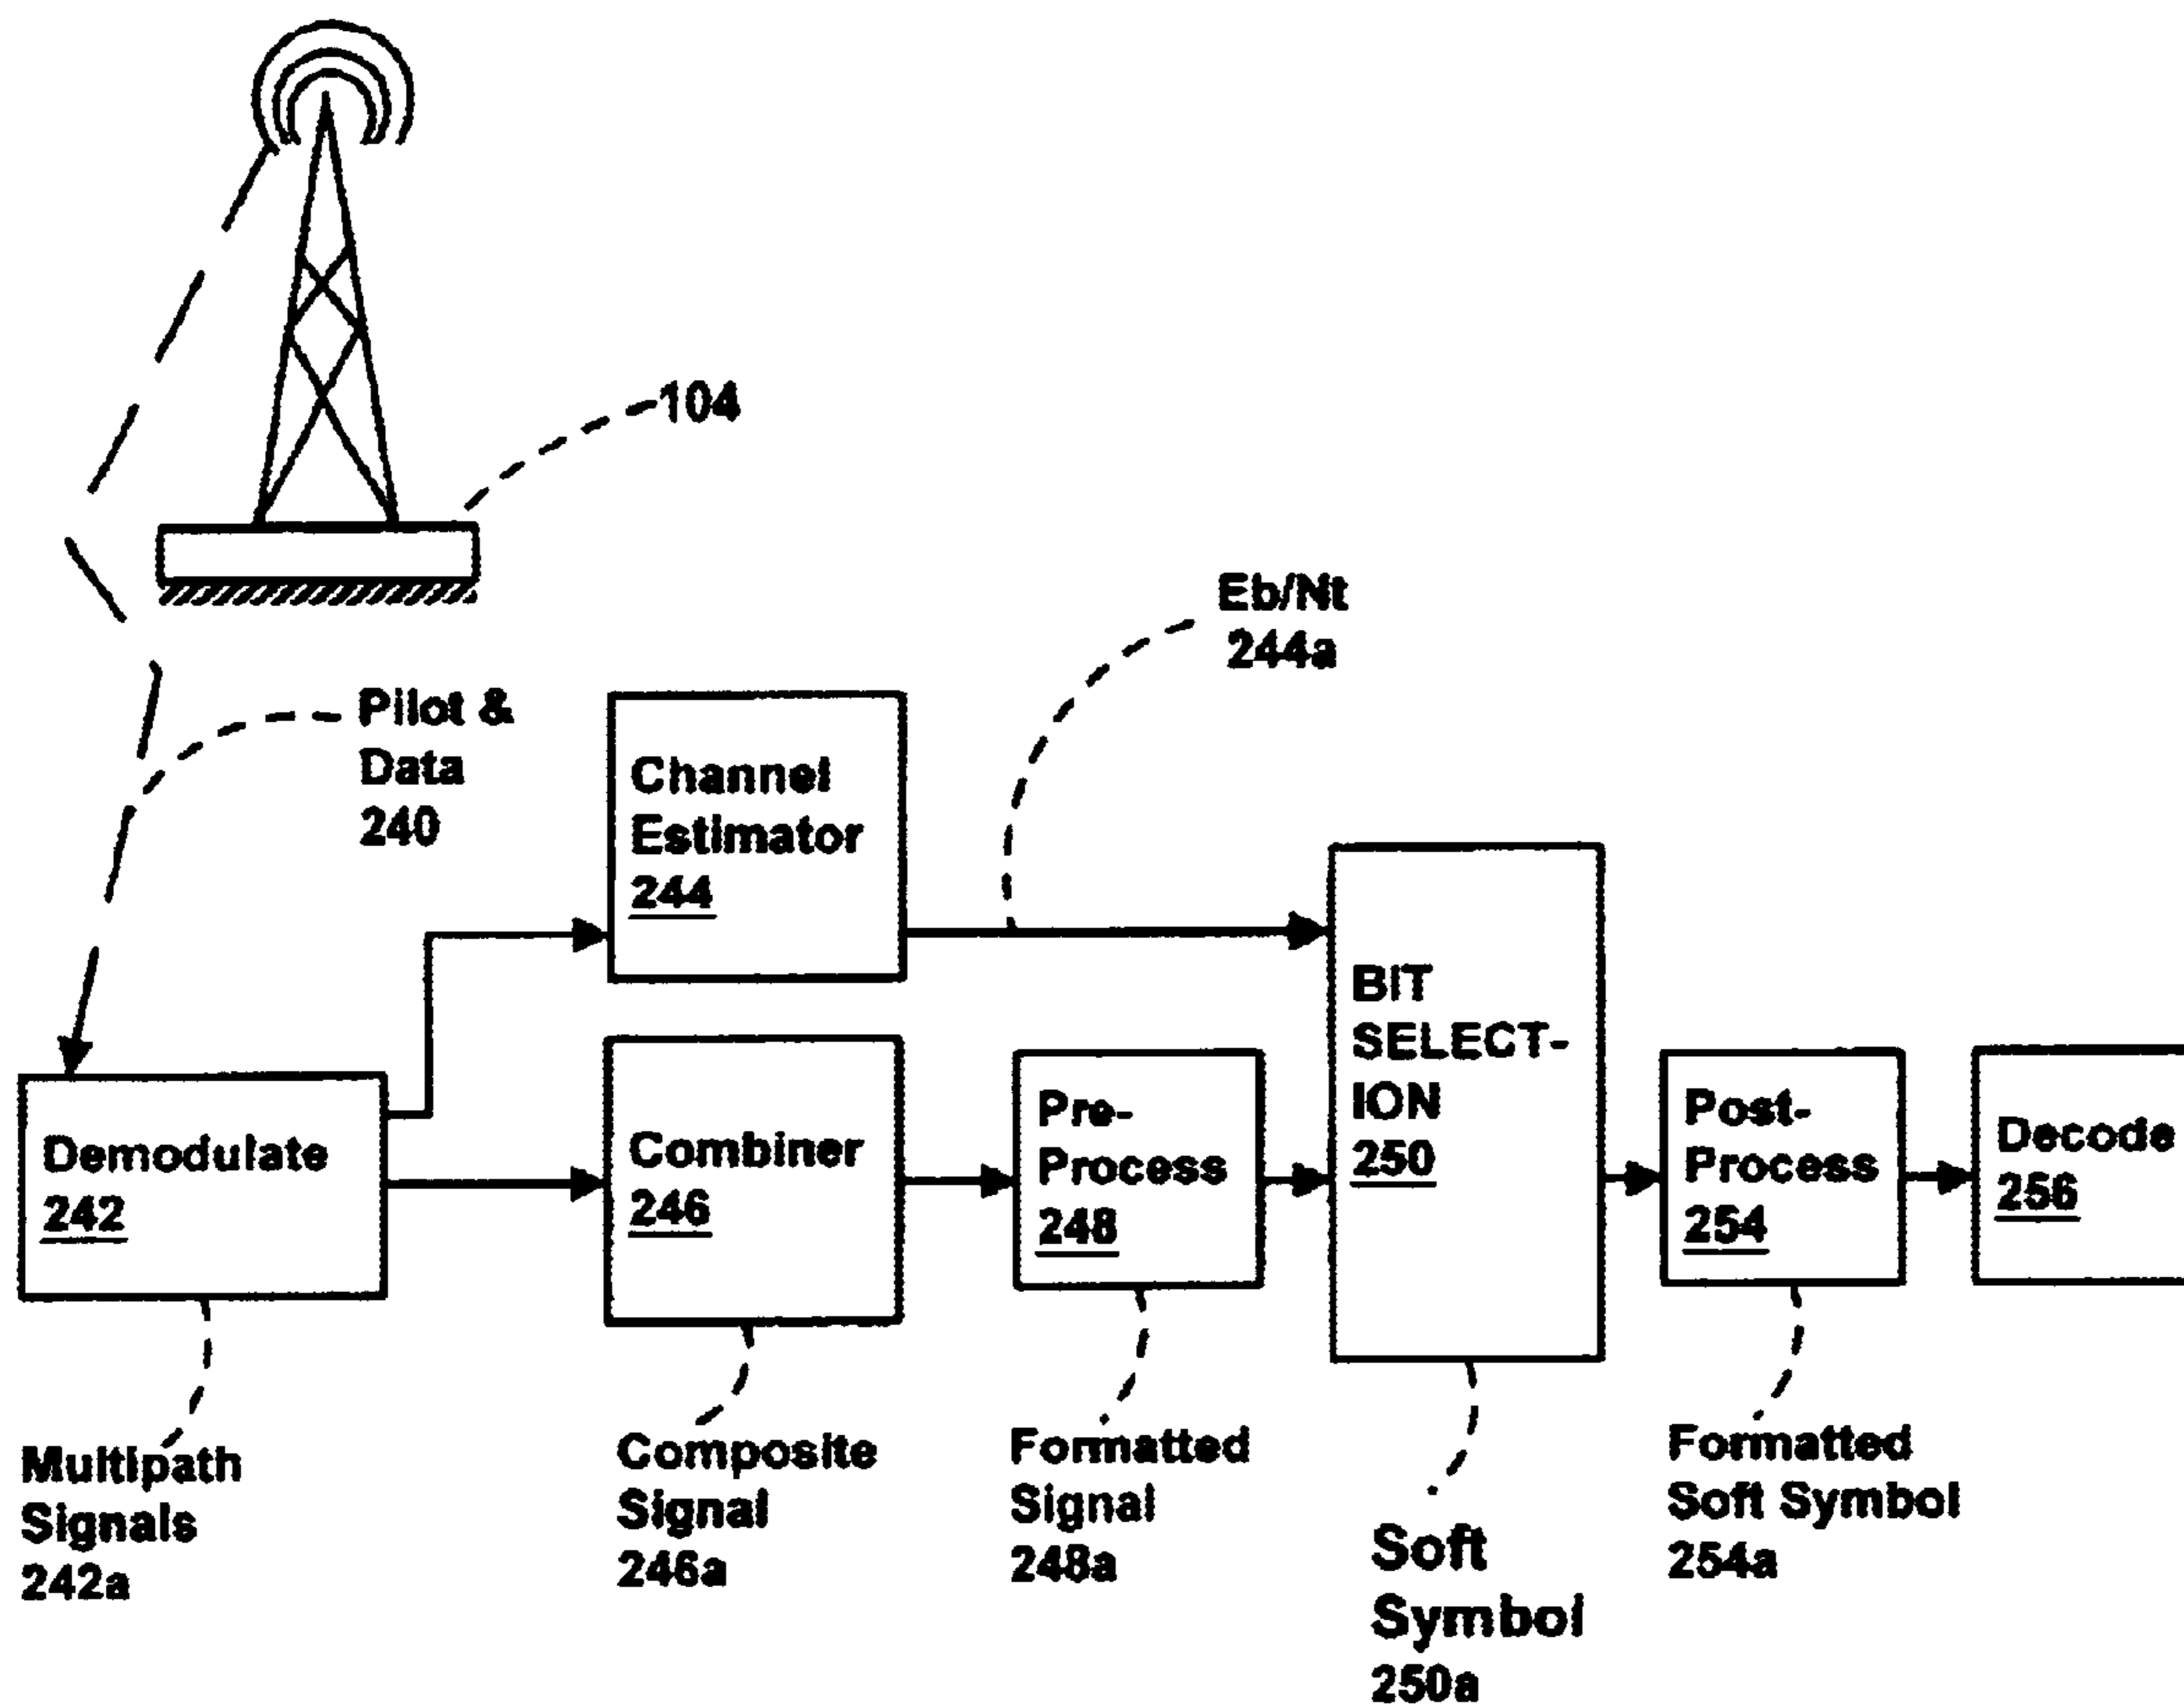 104
Eb/Nt
244a
Pilot &
Data
240
Channel
Estimator
244
BIT
SELECT-
ION
250
Demodulate
242
Combiner
246
Pre-
Process
248
Post-
Process
254
Decode
256
Multipath
Signals
242a
Composite
Signal
246a
Formatted
Signal
248a
Soft
Symbol
250a
Formatted
Soft Symbol
254a